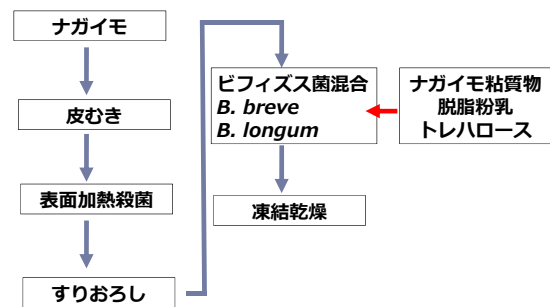 ナガイモ
皮むき
表面加熱殺菌
すりおろし
ビフィズス菌混合
B. breve
B. longum
ナガイモ粘質物
脱脂粉乳
トレハロース
凍結乾燥